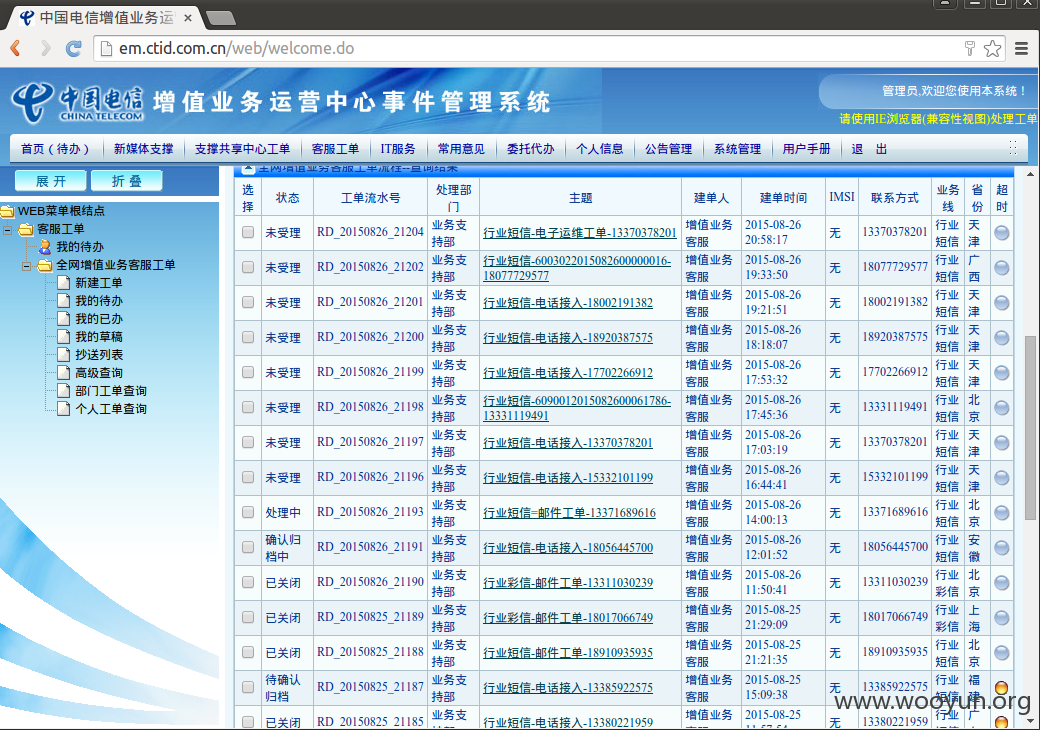 中国电信增值业务运
em.ctid.com.cn/web/welcome.do
中国电信 CHINA TELECOM 增值业务运营中心事件管理系统
管理员,欢迎您使用本系统！
请使用IE浏览器(兼容性视图)处理工单
首页（待办） 新媒体支撑 支撑共享中心工单 客服工单 IT服务 常用意见 委托代办 个人信息 公告管理 系统管理 用户手册 退 出
展 开 折 叠
WEB菜单根结点
客服工单
我的待办
全网增值业务客服工单
新建工单
我的待办
我的已办
我的草稿
抄送列表
高级查询
部门工单查询
个人工单查询
全网增值业务客服工单流程--查询结果
选择 状态 工单流水号 处理部门 主题 建单人 建单时间 IMSI 联系方式 业务线 省份 超时
未受理 RD_20150826_21204 业务支持部 行业短信-电子运维工单-13370378201 增值业务客服 2015-08-26 20:58:17 无 13370378201 行业短信 天津
未受理 RD_20150826_21202 业务支持部 行业短信-6003022015082600000016-18077729577 增值业务客服 2015-08-26 19:33:50 无 18077729577 行业短信 广西
未受理 RD_20150826_21201 业务支持部 行业短信-电话接入-18002191382 增值业务客服 2015-08-26 19:21:51 无 18002191382 行业短信 天津
未受理 RD_20150826_21200 业务支持部 行业短信-电话接入-18920387575 增值业务客服 2015-08-26 18:18:07 无 18920387575 行业短信 天津
未受理 RD_20150826_21199 业务支持部 行业短信-电话接入-17702266912 增值业务客服 2015-08-26 17:53:32 无 17702266912 行业短信 天津
未受理 RD_20150826_21198 业务支持部 行业短信-6090012015082600061786-13331119491 增值业务客服 2015-08-26 17:45:36 无 13331119491 行业短信 北京
未受理 RD_20150826_21197 业务支持部 行业短信-电话接入-13370378201 增值业务客服 2015-08-26 17:03:19 无 13370378201 行业短信 天津
未受理 RD_20150826_21196 业务支持部 行业短信-电话接入-15332101199 增值业务客服 2015-08-26 16:44:41 无 15332101199 行业短信 天津
处理中 RD_20150826_21193 业务支持部 行业短信=邮件工单-13371689616 增值业务客服 2015-08-26 14:00:13 无 13371689616 行业短信 北京
确认归档中 RD_20150826_21191 业务支持部 行业短信-电话接入-18056445700 增值业务客服 2015-08-26 12:01:52 无 18056445700 行业短信 安徽
已关闭 RD_20150826_21190 业务支持部 行业彩信-邮件工单-13311030239 增值业务客服 2015-08-26 11:50:41 无 13311030239 行业彩信 北京
已关闭 RD_20150825_21189 业务支持部 行业彩信-邮件工单-18017066749 增值业务客服 2015-08-25 21:29:09 无 18017066749 行业彩信 上海
已关闭 RD_20150825_21188 业务支持部 行业短信-邮件工单-18910935935 增值业务客服 2015-08-25 21:21:35 无 18910935935 行业短信 北京
待确认归档 RD_20150825_21187 业务支持部 行业短信-电话接入-13385922575 增值业务客服 2015-08-25 15:09:38 无 13385922575 行业短信 福建
已关闭 RD_20150825_21185 业务支 行业短信-电话接入-13380221959 增值业务 2015-08-25 无 13380221959 行业 广
www.wooyun.org